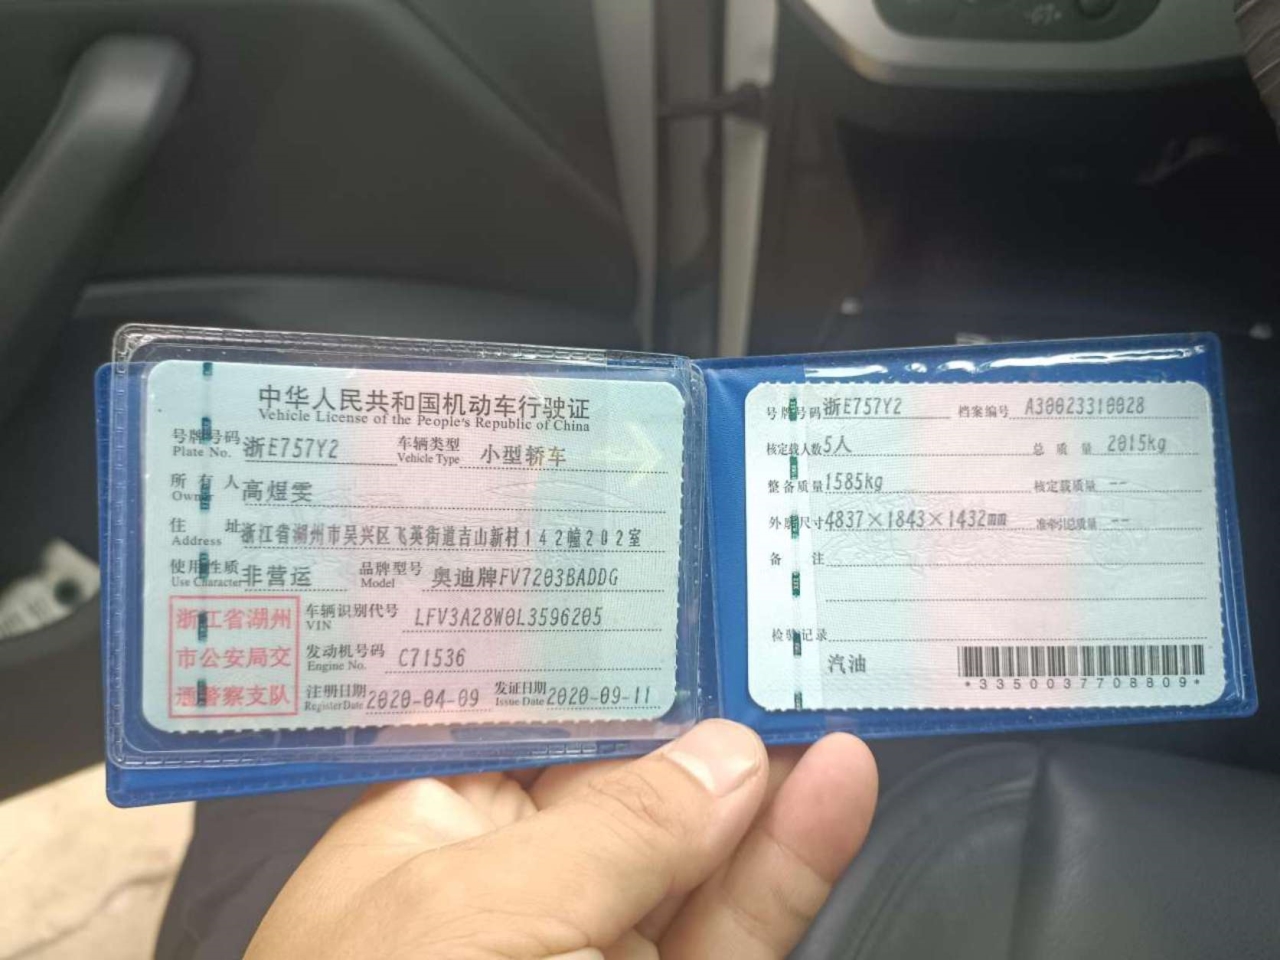 中华人民共和国机动车行驶证
Vehicle License of the People's Republic of China
号牌号码 浙E757Y2 车辆类型 小型轿车
Plate No. Vehicle Type
所有人 高煜雯
Owner
住址 浙江省湖州市吴兴区飞英街道吉山新村142幢202室
Address
使用性质 非营运 品牌型号 奥迪牌FV7203BADDG
Use Character Model
浙江省湖州
市公安局交
通警察支队
车辆识别代号 LFV3A28W0L3596205
VIN
发动机号码 C71536
Engine No.
注册日期 2020-04-09 发证日期 2020-09-11
Register Date Issue Date
号牌号码 浙E757Y2 档案编号 A30023310028
核定载人数 5人 总质量 2015kg
整备质量 1585kg 核定载质量 --
外廓尺寸 4837×1843×1432mm 准牵引总质量 --
备注
检验记录
汽油
*3350037708809*